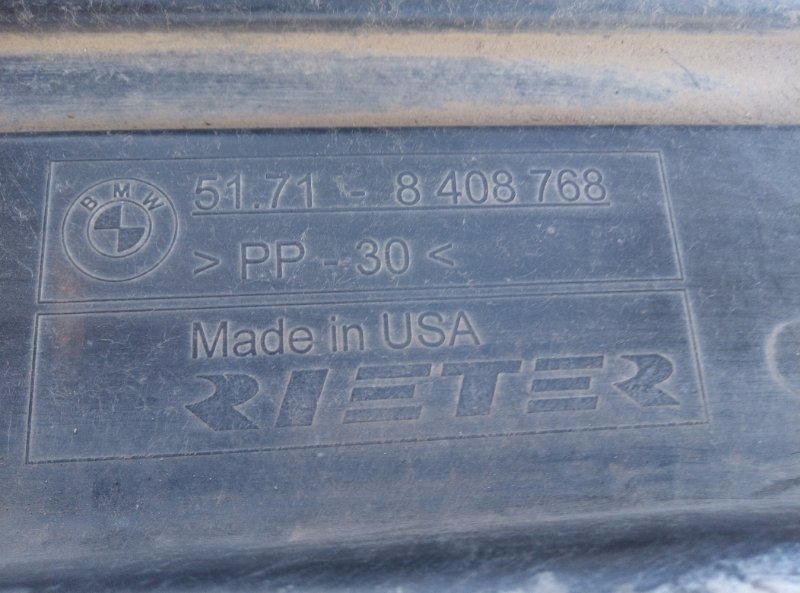 BMW
51.71 - 8 408 768
> PP - 30 <
Made in USA
RIETER